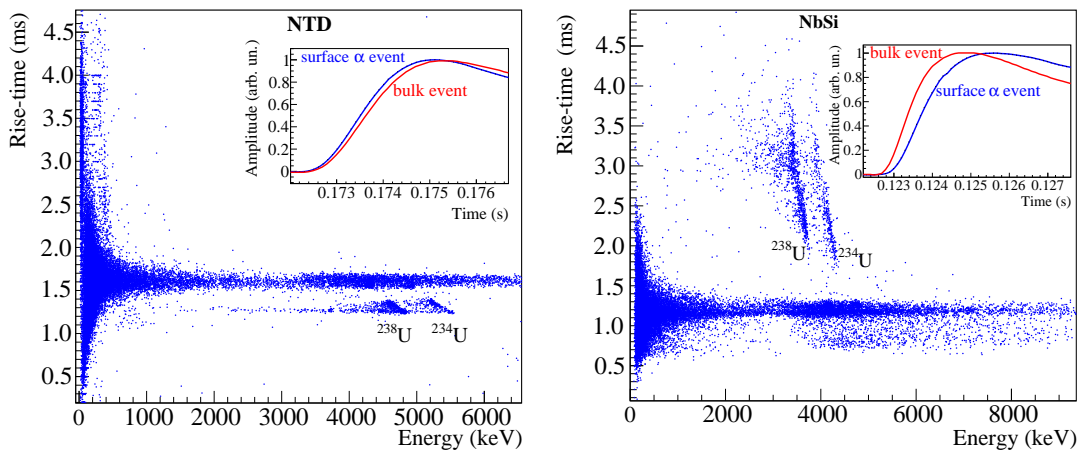 NTD
Rise-time (ms)
4.5
4.0
3.5
3.0
2.5
2.0
1.5
1.0
0.5
0 1000 2000 3000 4000 5000 6000
Energy (keV)
surface α event
bulk event
Amplitude (arb. un.)
1
0.8
0.6
0.4
0.2
0
0.173 0.174 0.175 0.176
Time (s)
²³⁸U ²³⁴U
NbSi
Rise-time (ms)
4.5
4.0
3.5
3.0
2.5
2.0
1.5
1.0
0.5
0 2000 4000 6000 8000
Energy (keV)
bulk event
surface α event
Amplitude (arb. un.)
1
0.8
0.6
0.4
0.2
0
0.123 0.124 0.125 0.126 0.127
Time (s)
²³⁸U ²³⁴U